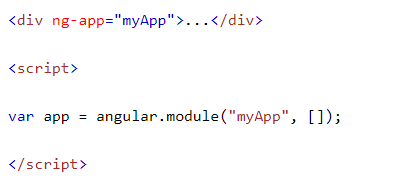 <div ng-app="myApp">...</div>
<script>
var app = angular.module("myApp", []);
</script>